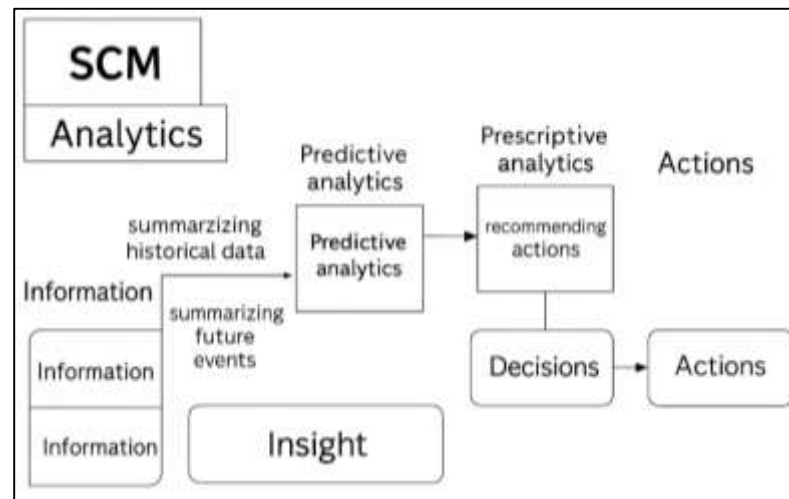 SCM
Analytics
Predictive
analytics
Prescriptive
analytics
Actions
summarzizing
historical data
Predictive
analytics
recommending
actions
Information
summarizing
future
events
Information
Information
Decisions
Actions
Insight